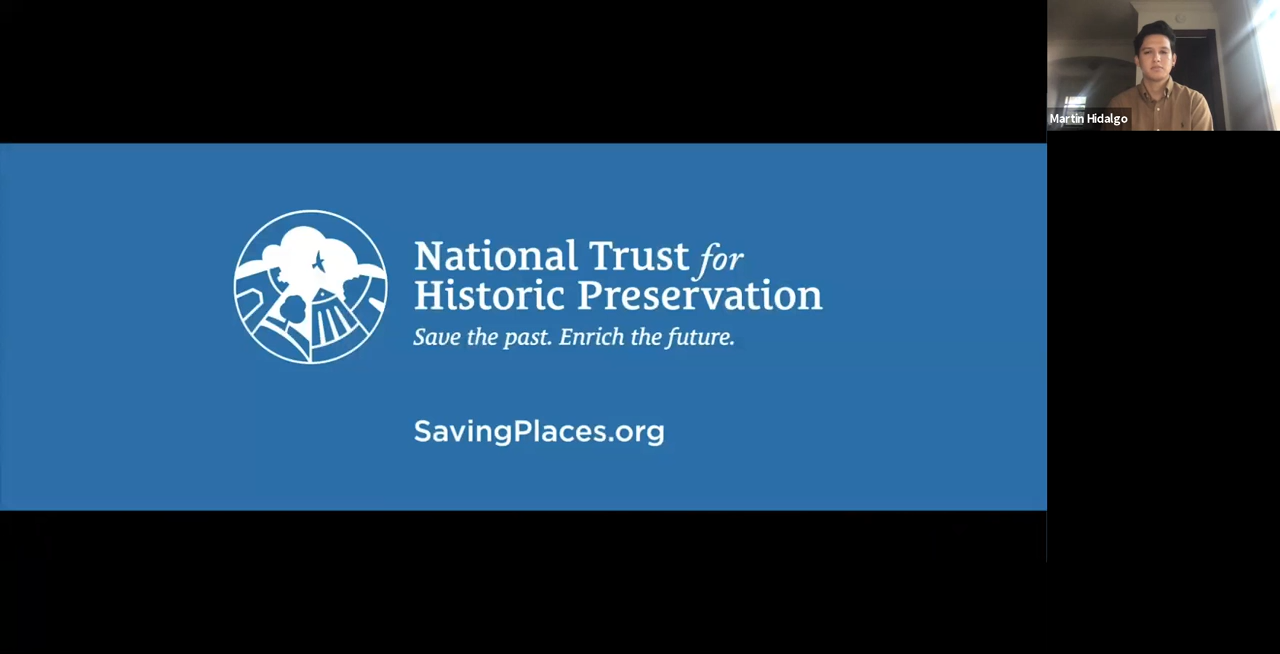 National Trust for
Historic Preservation
Save the past. Enrich the future.
SavingPlaces.org
Martin Hidalgo